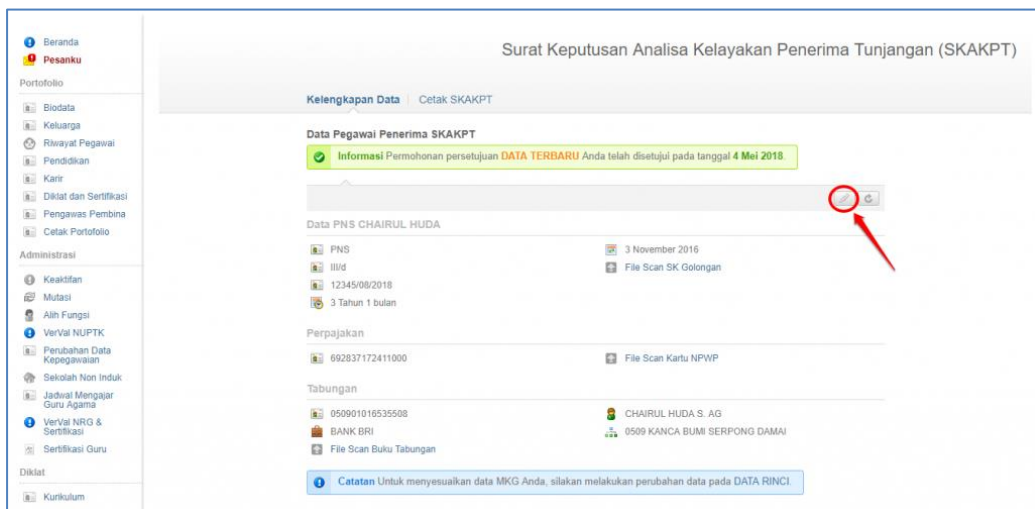 Beranda
Pesanku
Portofolio
Biodata
Keluarga
Riwayat Pegawai
Pendidikan
Karir
Diklat dan Sertifikasi
Pengawas Pembina
Cetak Portofolio
Administrasi
Keaktifan
Mutasi
Alih Fungsi
VerVal NUPTK
Perubahan Data
Kepegawaian
Sekolah Non Induk
Jadwal Mengajar
Guru Agama
VerVal NRG &
Sertifikasi
Sertifikasi Guru
Diklat
Kurikulum
Surat Keputusan Analisa Kelayakan Penerima Tunjangan (SKAKPT)
Kelengkapan Data | Cetak SKAKPT
Data Pegawai Penerima SKAKPT
Informasi Permohonan persetujuan DATA TERBARU Anda telah disetujui pada tanggal 4 Mei 2018.
Data PNS CHAIRUL HUDA
PNS
3 November 2016
III/d
File Scan SK Golongan
12345/08/2018
3 Tahun 1 bulan
Perpajakan
692837172411000
File Scan Kartu NPWP
Tabungan
050901016535508
CHAIRUL HUDA S. AG
BANK BRI
0509 KANCA BUMI SERPONG DAMAI
File Scan Buku Tabungan
Catatan Untuk menyesuaikan data MKG Anda, silakan melakukan perubahan data pada DATA RINCI.